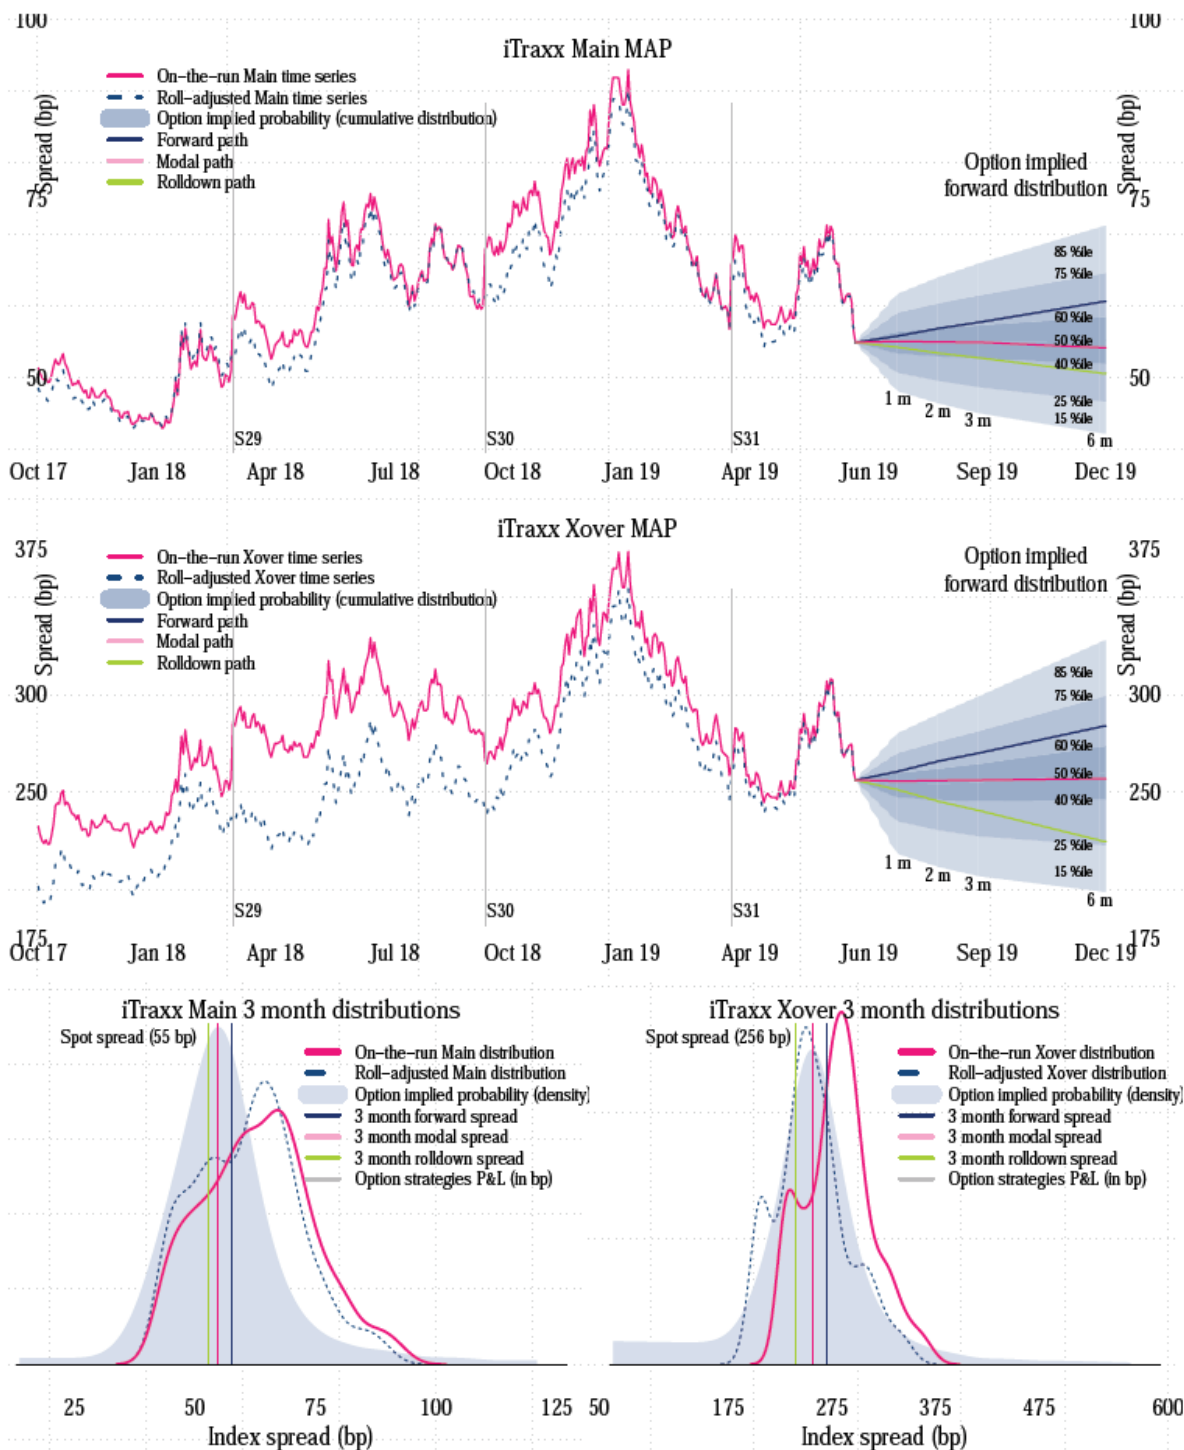 100
100
iTraxx Main MAP
On-the-run Main time series
Roll-adjusted Main time series
Option implied probability (cumulative distribution)
Forward path
Modal path
Rolldown path
Spread (bp)
Spread (bp)
Option implied
forward distribution
75
75
85 %ile
75 %ile
60 %ile
50 %ile
40 %ile
25 %ile
15 %ile
50
50
1 m
2 m
3 m
6 m
S29
S30
S31
Oct 17
Jan 18
Apr 18
Jul 18
Oct 18
Jan 19
Apr 19
Jun 19
Sep 19
Dec 19
iTraxx Xover MAP
375
375
On-the-run Xover time series
Roll-adjusted Xover time series
Option implied probability (cumulative distribution)
Forward path
Modal path
Rolldown path
Spread (bp)
Spread (bp)
Option implied
forward distribution
300
300
85 %ile
75 %ile
60 %ile
50 %ile
40 %ile
25 %ile
15 %ile
250
250
1 m
2 m
3 m
6 m
S29
S30
S31
175
175
Oct 17
Jan 18
Apr 18
Jul 18
Oct 18
Jan 19
Apr 19
Jun 19
Sep 19
Dec 19
iTraxx Main 3 month distributions
Spot spread (55 bp)
On-the-run Main distribution
Roll-adjusted Main distribution
Option implied probability (density)
3 month forward spread
3 month modal spread
3 month rolldown spread
Option strategies P&L (in bp)
25
50
75
100
125
Index spread (bp)
iTraxx Xover 3 month distributions
Spot spread (256 bp)
On-the-run Xover distribution
Roll-adjusted Xover distribution
Option implied probability (density)
3 month forward spread
3 month modal spread
3 month rolldown spread
Option strategies P&L (in bp)
50
175
275
375
475
600
Index spread (bp)